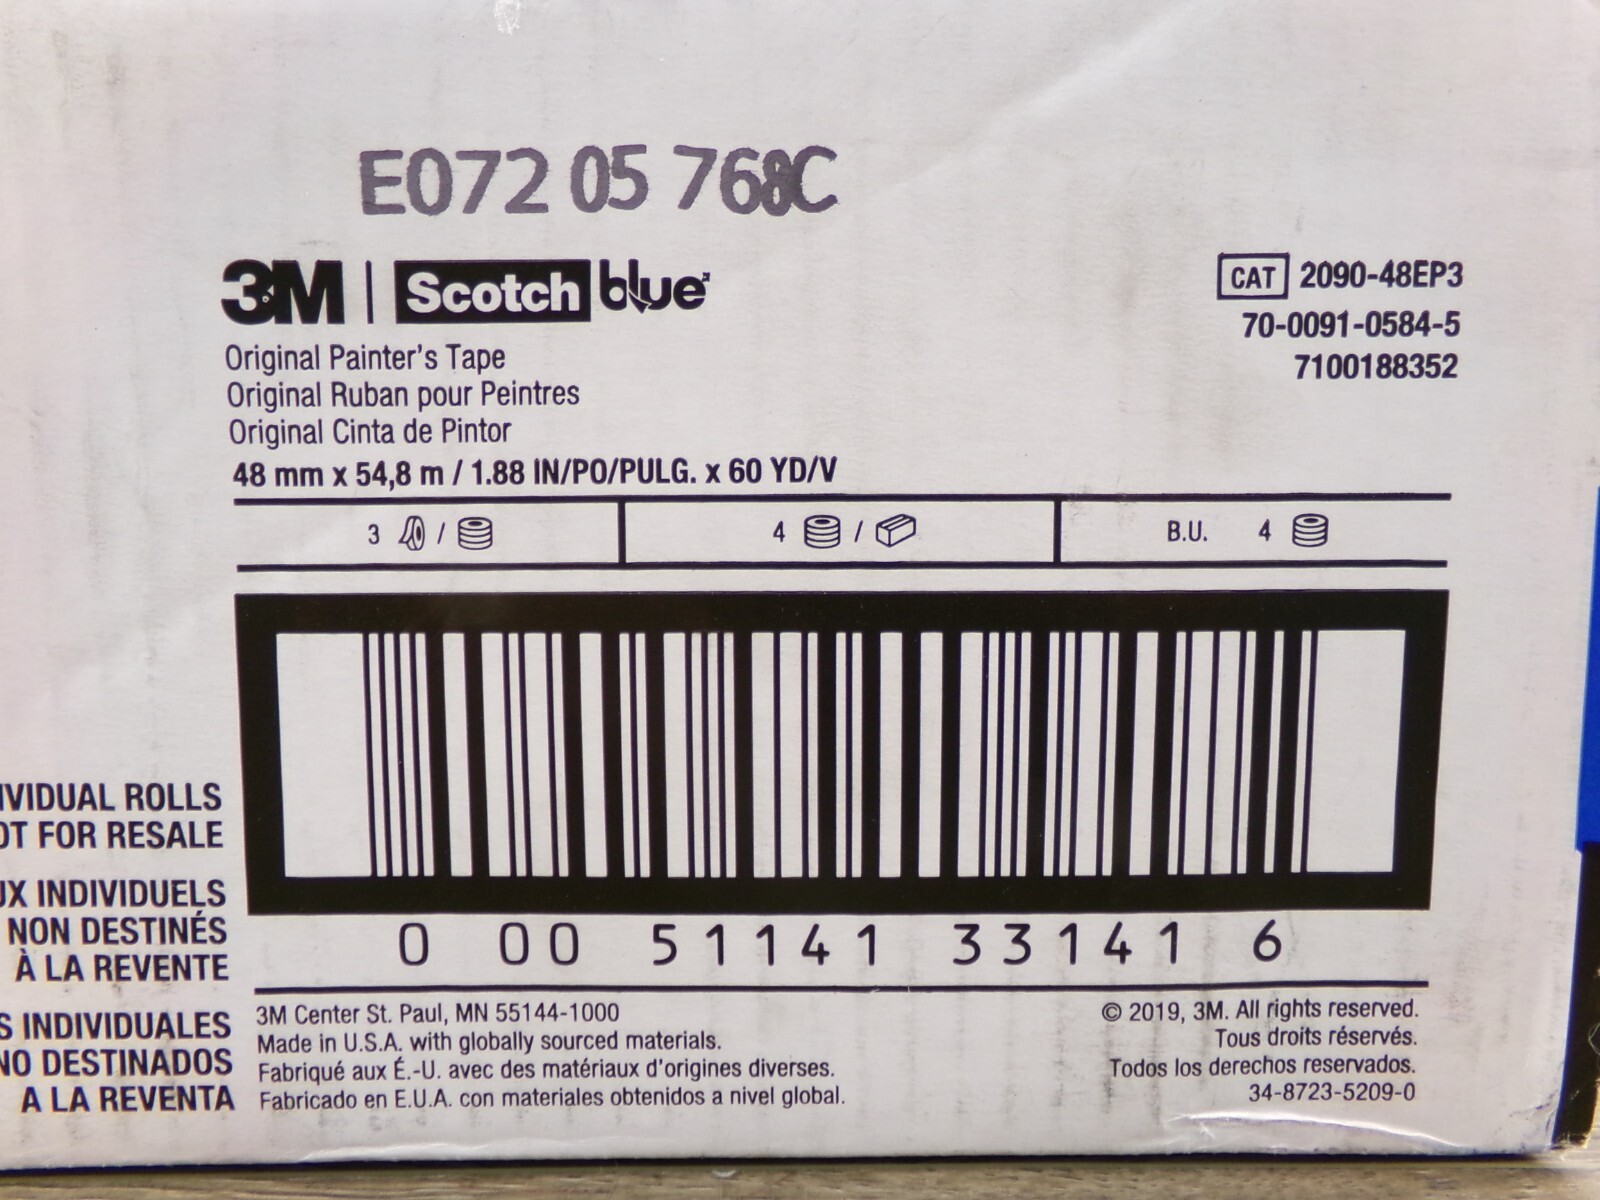 E072 05 768C
3M | Scotch blue
Original Painter's Tape
Original Ruban pour Peintres
Original Cinta de Pintor
48 mm x 54,8 m / 1.88 IN/PO/PULG. x 60 YD/V
CAT 2090-48EP3
70-0091-0584-5
7100188352
3 /
4 /
B.U. 4
0 00 51141 33141 6
IVIDUAL ROLLS
OT FOR RESALE
UX INDIVIDUELS
NON DESTINÉS
À LA REVENTE
S INDIVIDUALES
NO DESTINADOS
A LA REVENTA
3M Center St. Paul, MN 55144-1000
Made in U.S.A. with globally sourced materials.
Fabriqué aux É.-U. avec des matériaux d'origines diverses.
Fabricado en E.U.A. con materiales obtenidos a nivel global.
© 2019, 3M. All rights reserved.
Tous droits réservés.
Todos los derechos reservados.
34-8723-5209-0